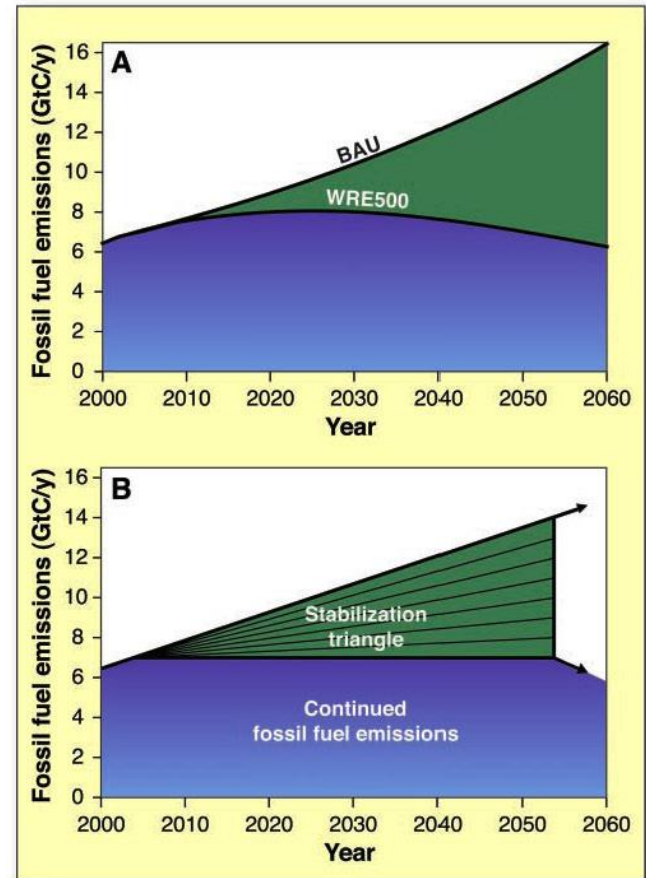 A
Fossil fuel emissions (GtC/y)
16
14
12
10
8
6
4
2
0
BAU
WRE500
2000 2010 2020 2030 2040 2050 2060
Year
B
Fossil fuel emissions (GtC/y)
16
14
12
10
8
6
4
2
0
Stabilization
triangle
Continued
fossil fuel emissions
2000 2010 2020 2030 2040 2050 2060
Year